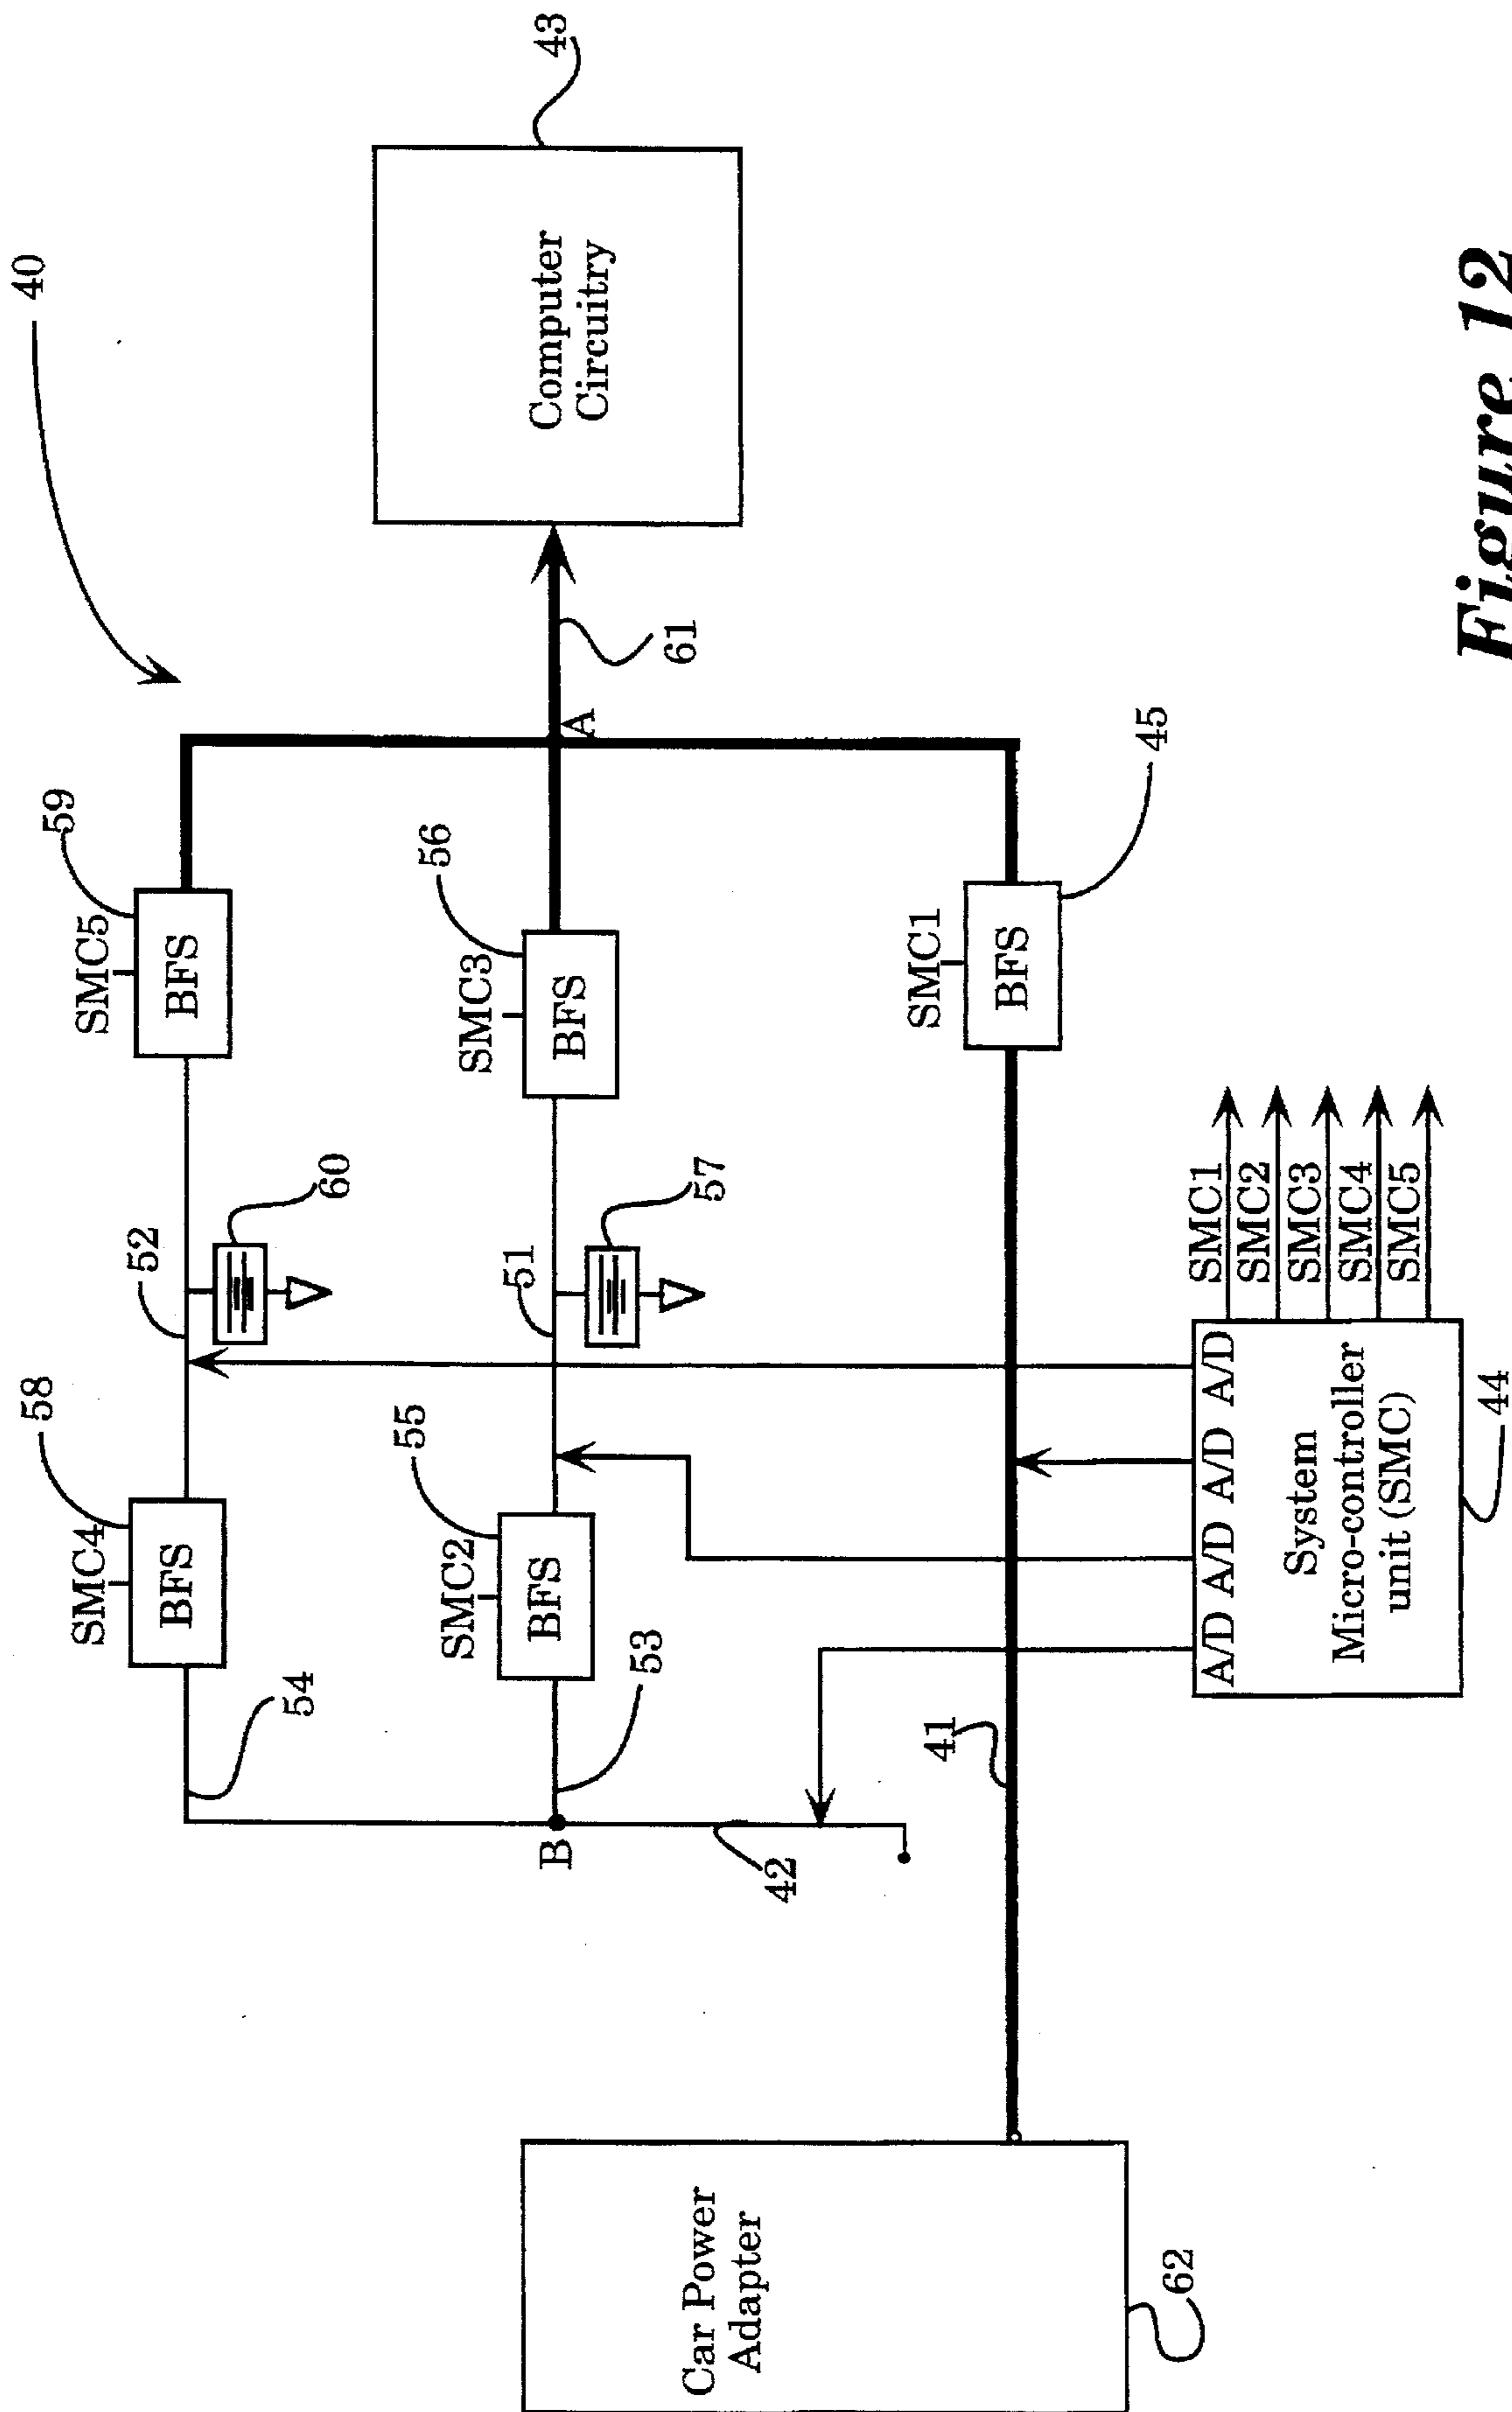 40
43
Computer
Circuitry
61
A
59
SMC5
BFS
56
SMC3
BFS
45
SMC1
BFS
60
57
52
51
58
SMC4
BFS
55
SMC2
BFS
54
53
B
42
41
SMC1
SMC2
SMC3
SMC4
SMC5
A/D A/D A/D A/D
System
Micro-controller
unit (SMC)
44
Car Power
Adapter
62
Figure 12